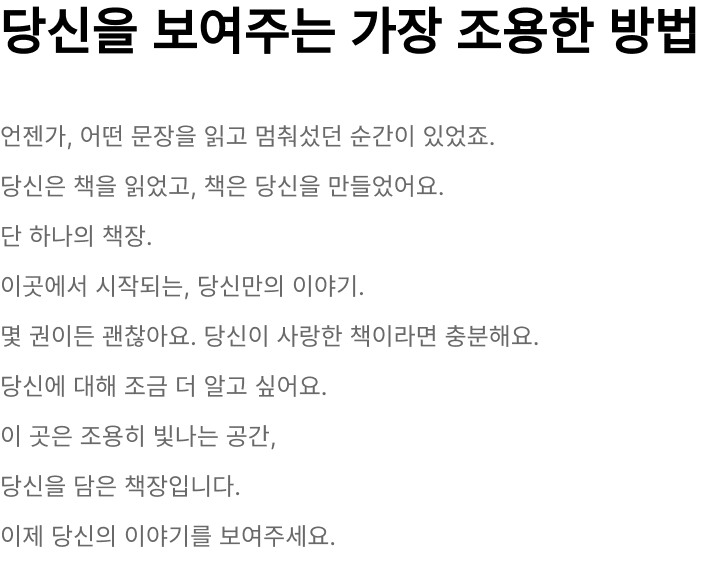 당신을 보여주는 가장 조용한 방법
언젠가, 어떤 문장을 읽고 멈춰섰던 순간이 있었죠.
당신은 책을 읽었고, 책은 당신을 만들었어요.
단 하나의 책장.
이곳에서 시작되는, 당신만의 이야기.
몇 권이든 괜찮아요. 당신이 사랑한 책이라면 충분해요.
당신에 대해 조금 더 알고 싶어요.
이 곳은 조용히 빛나는 공간,
당신을 담은 책장입니다.
이제 당신의 이야기를 보여주세요.